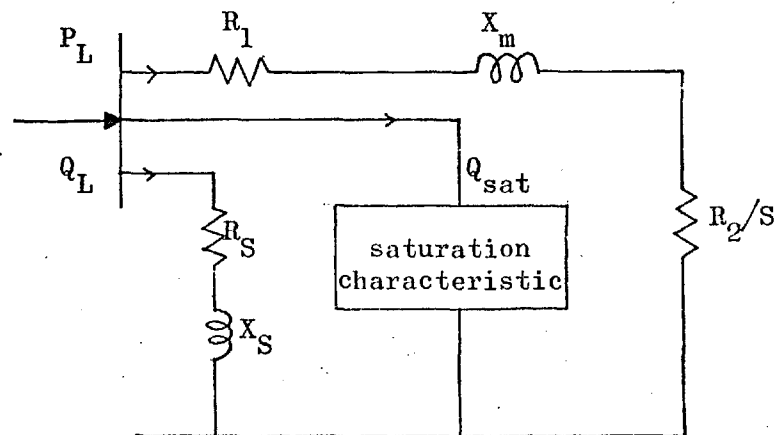 P_L
R_1
X_m
Q_L
Q_sat
R_S
R_2/S
saturation
characteristic
X_S